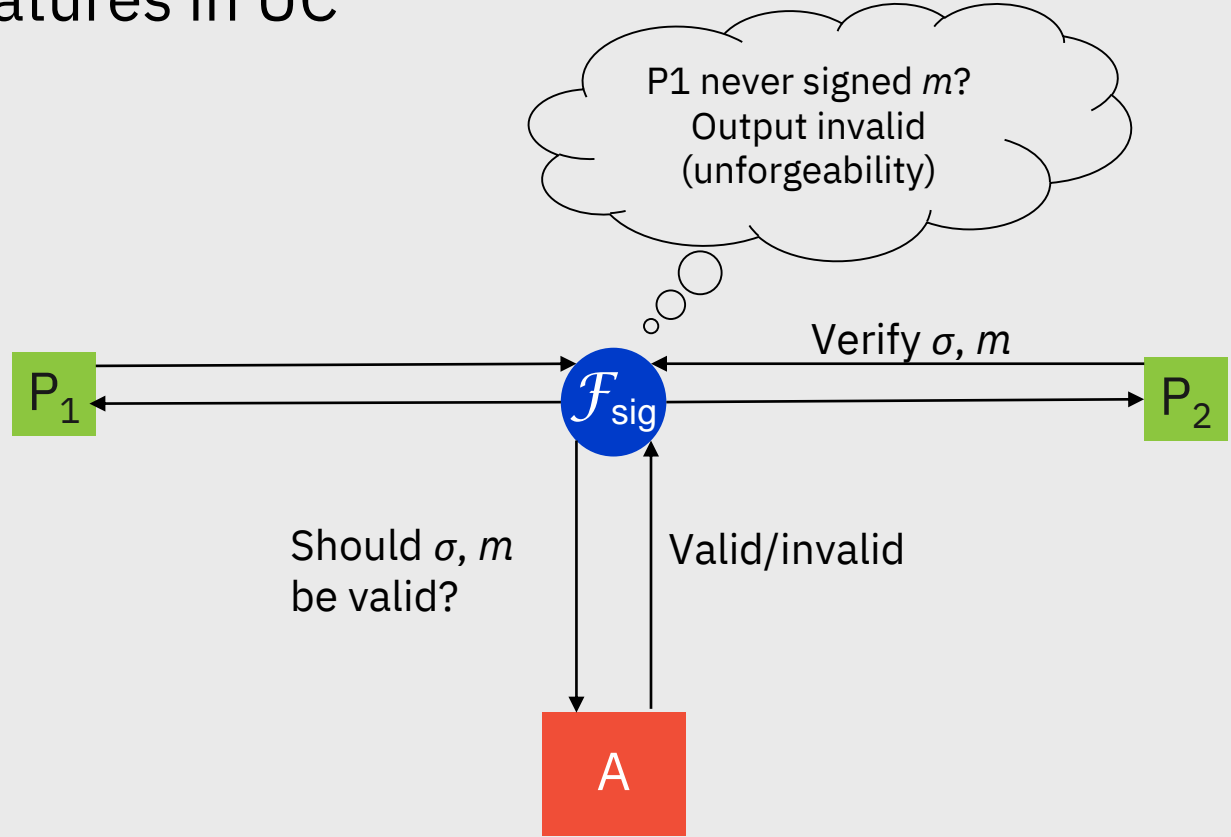 atures in UC
P1 never signed m?
Output invalid
(unforgeability)
Verify σ, m
P1
ℱsig
P2
Should σ, m
be valid?
Valid/invalid
A